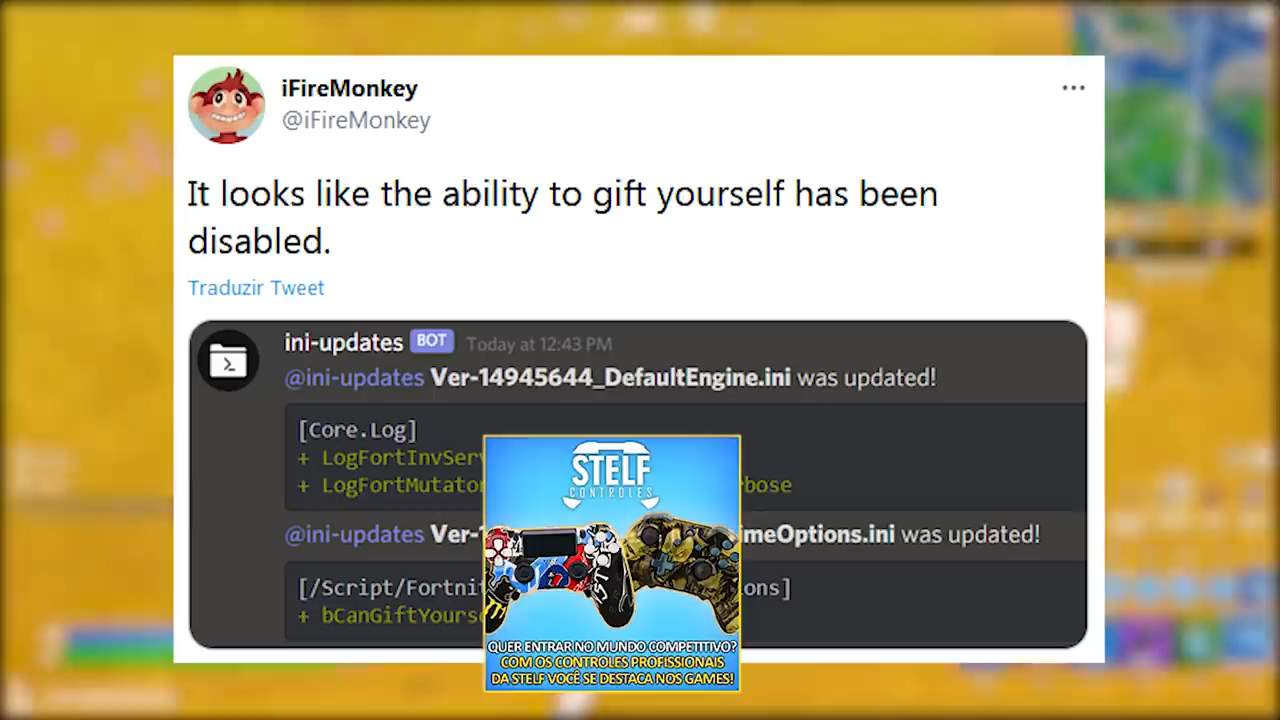 iFireMonkey
@iFireMonkey
It looks like the ability to gift yourself has been
disabled.
Traduzir Tweet
ini-updates BOT Today at 12:43 PM
@ini-updates Ver-14945644_DefaultEngine.ini was updated!
[Core.Log]
+ LogFortInvServ
+ LogFortMutator bose
@ini-updates Ver-1 imeOptions.ini was updated!
[/Script/Fortnit ons]
+ bCanGiftYours
STELF
CONTROLES
QUER ENTRAR NO MUNDO COMPETITIVO?
COM OS CONTROLES PROFISSIONAIS
DA STELF VOCÊ SE DESTACA NOS GAMES!